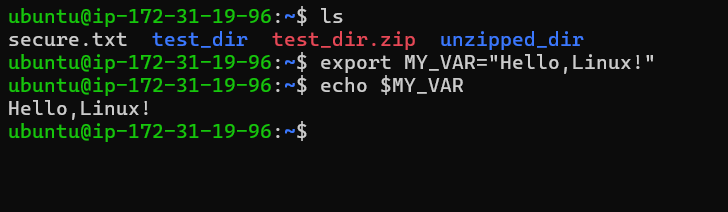 ubuntu@ip-172-31-19-96:~$ ls
secure.txt  test_dir  test_dir.zip  unzipped_dir
ubuntu@ip-172-31-19-96:~$ export MY_VAR="Hello,Linux!"
ubuntu@ip-172-31-19-96:~$ echo $MY_VAR
Hello,Linux!
ubuntu@ip-172-31-19-96:~$